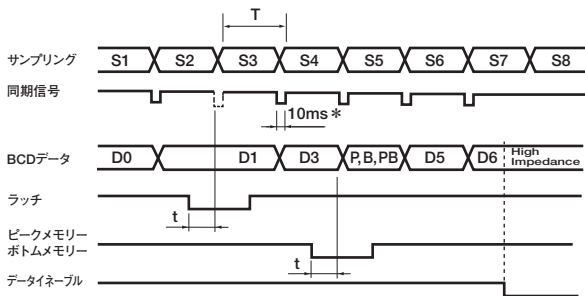 T
サンプリング S1 S2 S3 S4 S5 S6 S7 S8
同期信号
10ms＊
BCDデータ D0 D1 D3 P,B,PB D5 D6 High Impedance
ラッチ
t
ピークメモリー
ボトムメモリー
t
データイネーブル